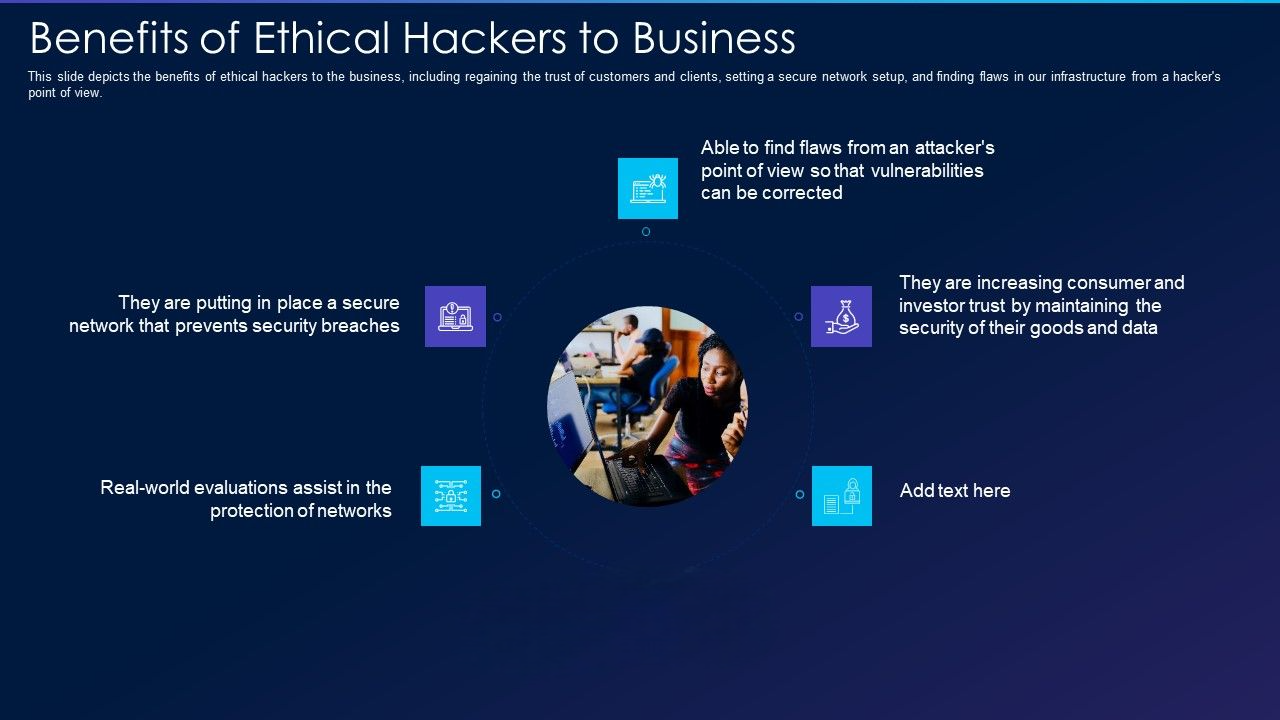 Benefits of Ethical Hackers to Business
This slide depicts the benefits of ethical hackers to the business, including regaining the trust of customers and clients, setting a secure network setup, and finding flaws in our infrastructure from a hacker's
point of view.
Able to find flaws from an attacker's
point of view so that vulnerabilities
can be corrected
They are putting in place a secure
network that prevents security breaches
They are increasing consumer and
investor trust by maintaining the
security of their goods and data
Real-world evaluations assist in the
protection of networks
Add text here